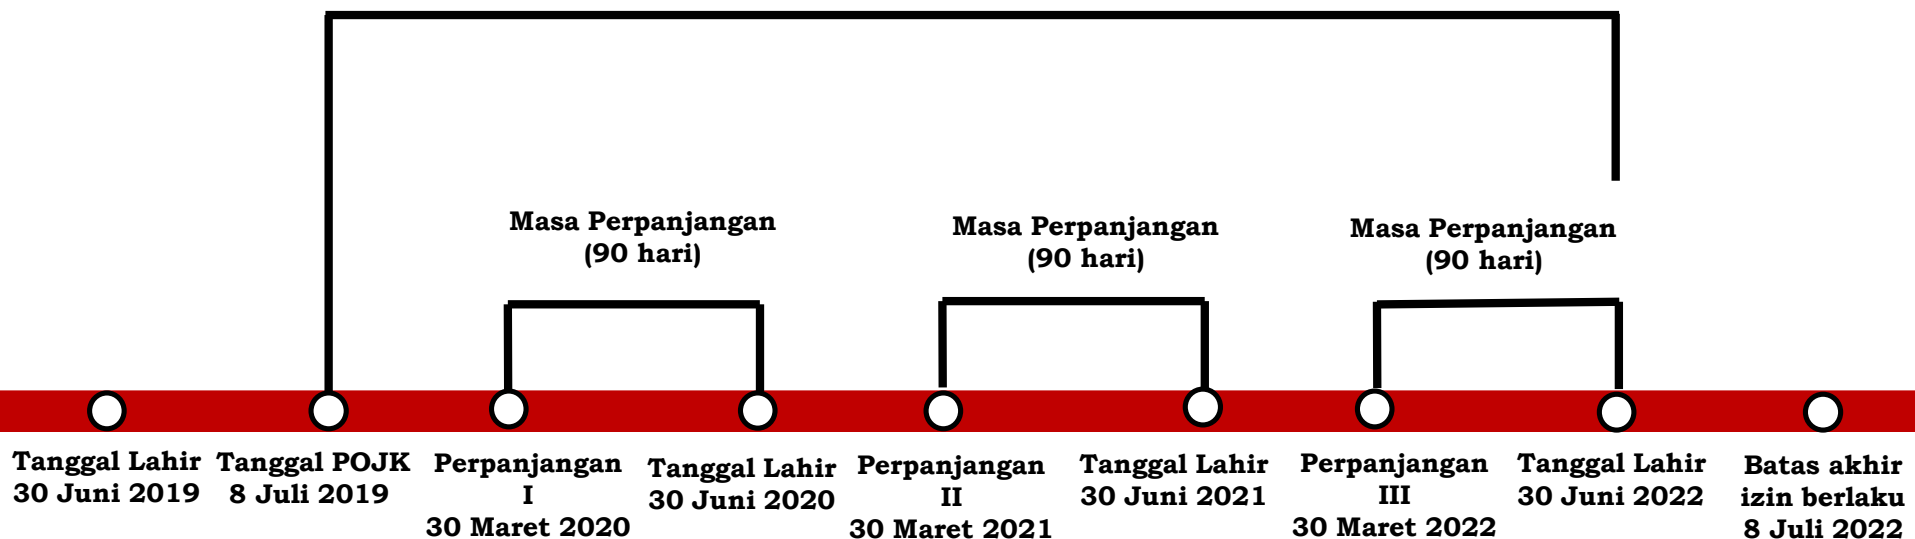 Masa Perpanjangan
(90 hari)
Masa Perpanjangan
(90 hari)
Masa Perpanjangan
(90 hari)
Tanggal Lahir
30 Juni 2019
Tanggal POJK
8 Juli 2019
Perpanjangan
I
30 Maret 2020
Tanggal Lahir
30 Juni 2020
Perpanjangan
II
30 Maret 2021
Tanggal Lahir
30 Juni 2021
Perpanjangan
III
30 Maret 2022
Tanggal Lahir
30 Juni 2022
Batas akhir
izin berlaku
8 Juli 2022